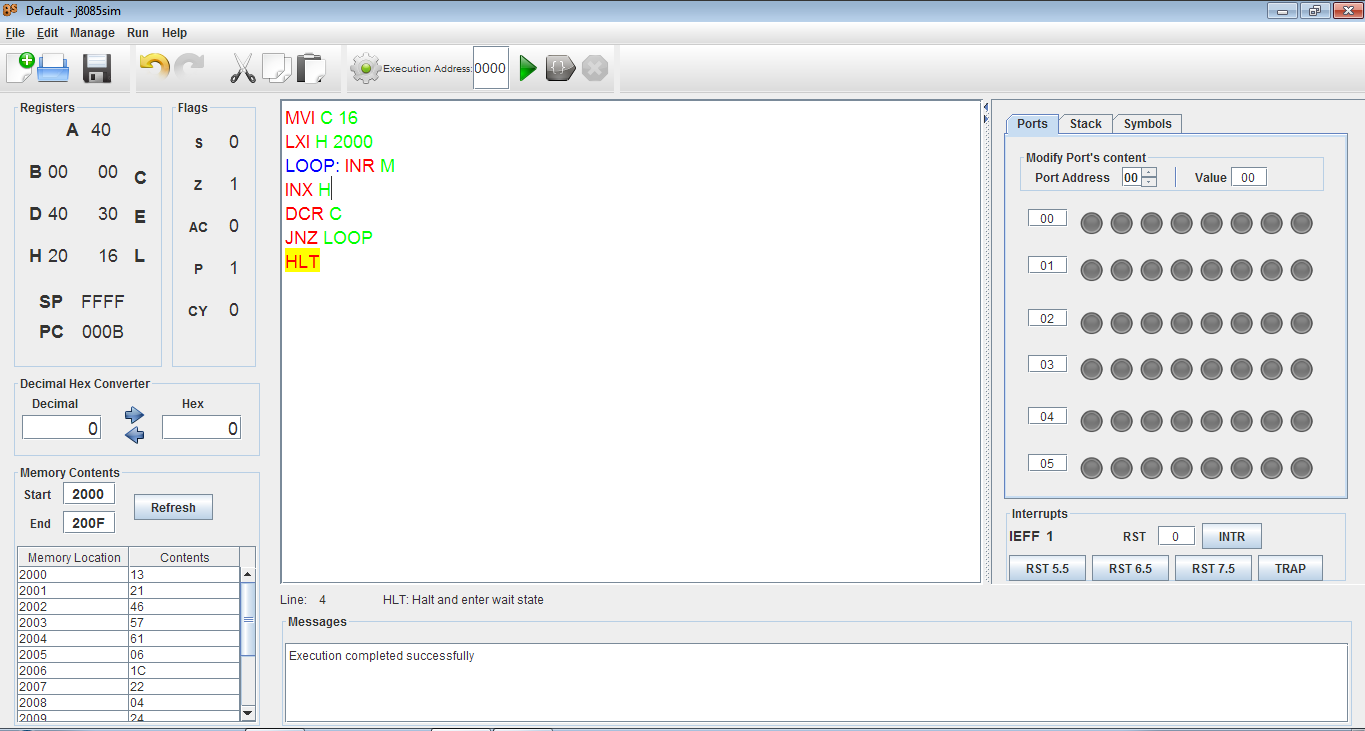 Default - j8085sim
File Edit Manage Run Help
Execution Address: 0000
Registers
A 40
B 00 00 C
D 40 30 E
H 20 16 L
SP FFFF
PC 000B
Flags
S 0
Z 1
AC 0
P 1
CY 0
Decimal Hex Converter
Decimal Hex
0 0
Memory Contents
Start 2000
End 200F
Refresh
Memory Location Contents
2000 13
2001 21
2002 46
2003 57
2004 61
2005 06
2006 1C
2007 22
2008 04
2009 24
MVI C 16
LXI H 2000
LOOP: INR M
INX H
DCR C
JNZ LOOP
HLT
Line: 4 HLT: Halt and enter wait state
Messages
Execution completed successfully
Ports Stack Symbols
Modify Port's content
Port Address 00 Value 00
00
01
02
03
04
05
Interrupts
IEFF 1 RST 0 INTR
RST 5.5 RST 6.5 RST 7.5 TRAP